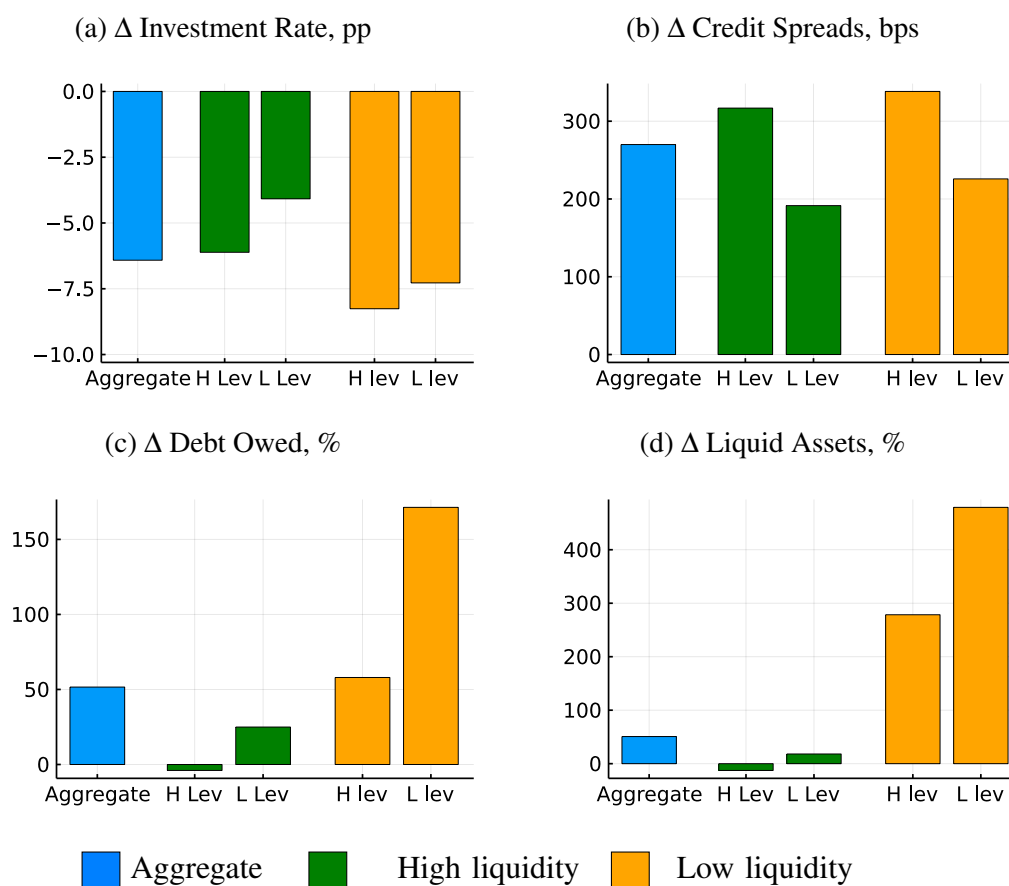 (a) Δ Investment Rate, pp
(b) Δ Credit Spreads, bps
0.0
−2.5
−5.0
−7.5
−10.0
Aggregate H Lev L Lev H lev L lev
300
200
100
0
Aggregate H Lev L Lev H lev L lev
(c) Δ Debt Owed, %
(d) Δ Liquid Assets, %
150
100
50
0
Aggregate H Lev L Lev H lev L lev
400
300
200
100
0
Aggregate H Lev L Lev H lev L lev
Aggregate High liquidity Low liquidity